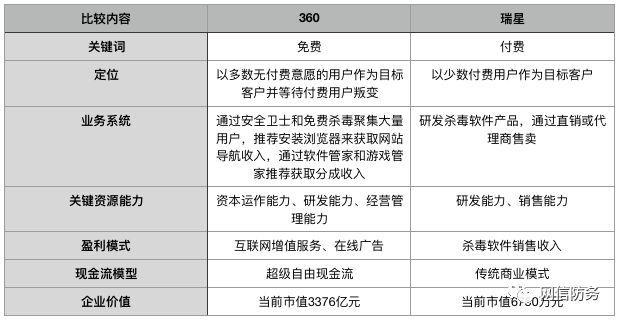 比较内容 360 瑞星
关键词 免费 付费
定位 以多数无付费意愿的用户作为目标 以少数付费用户作为目标客户
客户并等待付费用户叛变
业务系统 通过安全卫士和免费杀毒聚集大量 研发杀毒软件产品，通过直销或代
用户，推荐安装浏览器来获取网站 理商售卖
导航收入，通过软件管家和游戏管
家推荐获取分成收入
关键资源能力 资本运作能力、研发能力、经营管 研发能力、销售能力
理能力
盈利模式 互联网增值服务、在线广告 杀毒软件销售收入
现金流模型 超级自由现金流 传统商业模式
企业价值 当前市值3376亿元 当前市值
网信防务